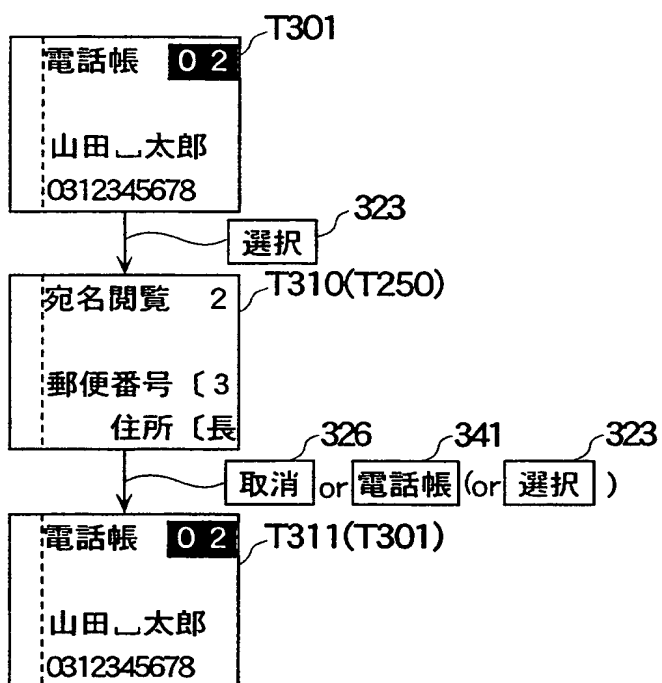 T301
電話帳 02
山田⎵太郎
0312345678
323
選択
T310(T250)
宛名閲覧 2
郵便番号〔3
住所〔長
326 341 323
取消 or 電話帳 (or 選択)
T311(T301)
電話帳 02
山田⎵太郎
0312345678